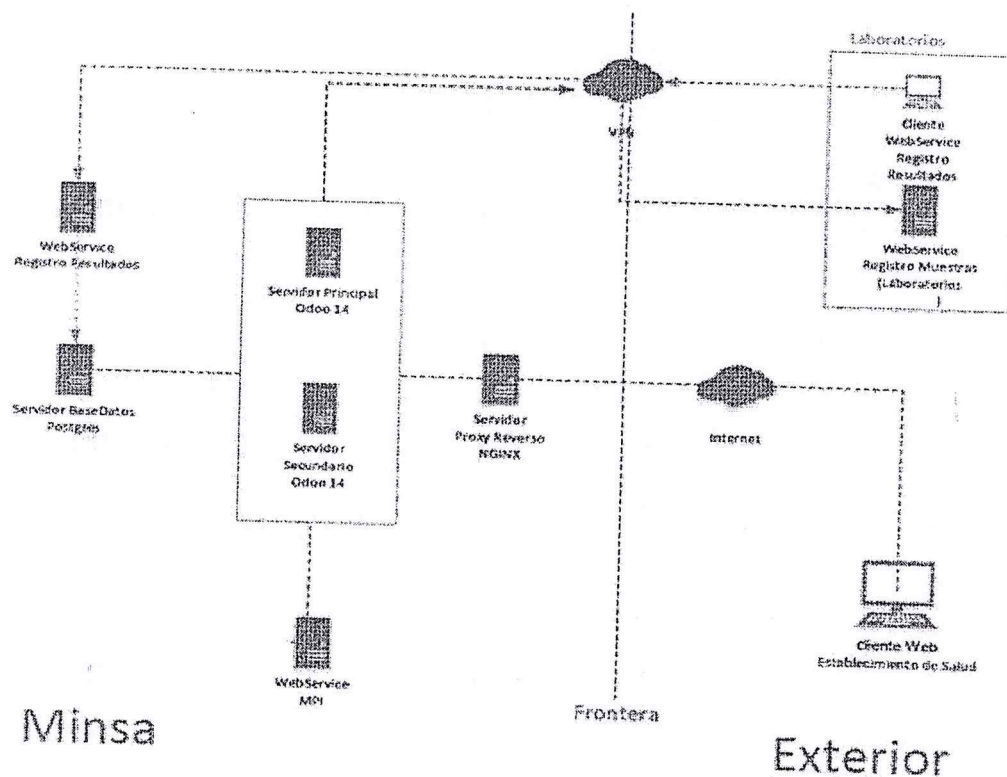 Laboratorios
VPN
Cliente
WebService
Registro
Resultados
WebService
Registro Resultados
WebService
Registro Muestras
(Laboratorios
)
Servidor Principal
Odoo 14
Servidor BaseDatos
Postgres
Servidor
Secundario
Odoo 14
Servidor
Proxy Reverso
NGINX
Internet
Cliente Web
Establecimiento de Salud
WebService
MPI
Frontera
Minsa
Exterior